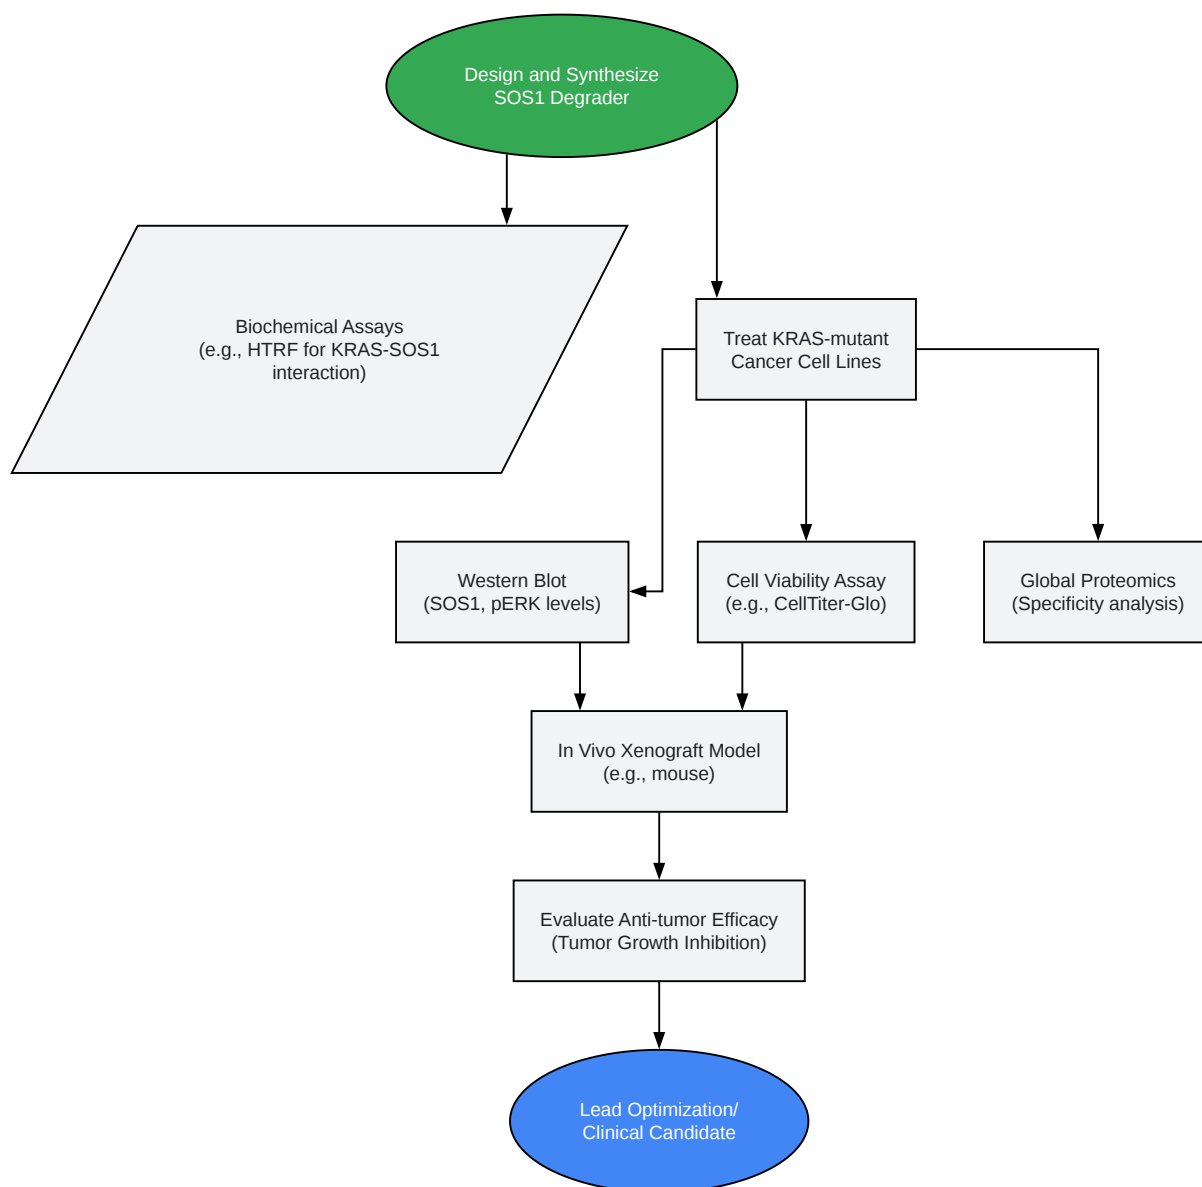 Design and Synthesize
SOS1 Degrader
Biochemical Assays
(e.g., HTRF for KRAS-SOS1
interaction)
Treat KRAS-mutant
Cancer Cell Lines
Western Blot
(SOS1, pERK levels)
Cell Viability Assay
(e.g., CellTiter-Glo)
Global Proteomics
(Specificity analysis)
In Vivo Xenograft Model
(e.g., mouse)
Evaluate Anti-tumor Efficacy
(Tumor Growth Inhibition)
Lead Optimization/
Clinical Candidate